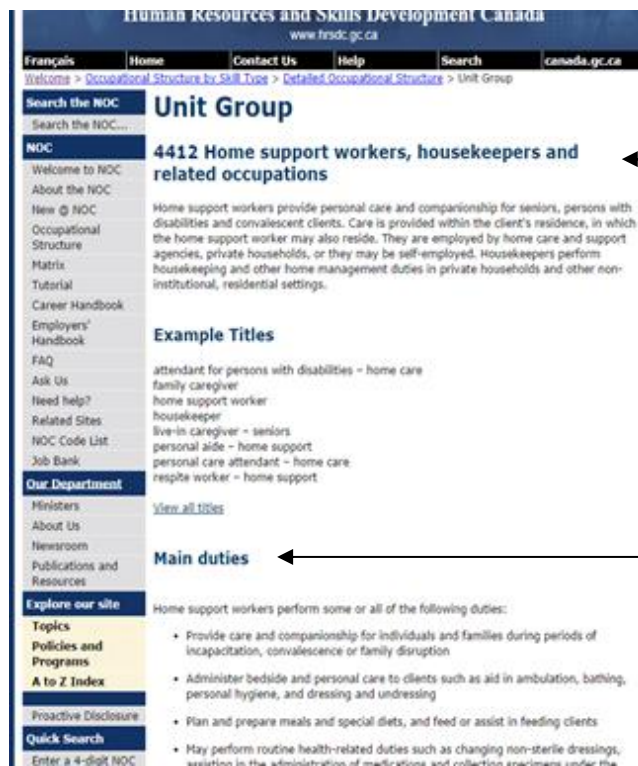 Human Resources and Skills Development Canada
www.hrsdc.gc.ca
Français Home Contact Us Help Search canada.gc.ca
Welcome > Occupational Structure by Skill Type > Detailed Occupational Structure > Unit Group
Search the NOC
Search the NOC...
NOC
Welcome to NOC
About the NOC
New @ NOC
Occupational
Structure
Matrix
Tutorial
Career Handbook
Employers'
Handbook
FAQ
Ask Us
Need help?
Related Sites
NOC Code List
Job Bank
Our Department
Ministers
About Us
Newsroom
Publications and
Resources
Explore our site
Topics
Policies and
Programs
A to Z Index
Proactive Disclosure
Quick Search
Enter a 4-digit NOC
Unit Group
4412 Home support workers, housekeepers and
related occupations
Home support workers provide personal care and companionship for seniors, persons with
disabilities and convalescent clients. Care is provided within the client's residence, in which
the home support worker may also reside. They are employed by home care and support
agencies, private households, or they may be self-employed. Housekeepers perform
housekeeping and other home management duties in private households and other non-
institutional, residential settings.
Example Titles
attendant for persons with disabilities – home care
family caregiver
home support worker
housekeeper
live-in caregiver – seniors
personal aide – home support
personal care attendant – home care
respite worker – home support
View all titles
Main duties
Home support workers perform some or all of the following duties:
• Provide care and companionship for individuals and families during periods of
incapacitation, convalescence or family disruption
• Administer bedside and personal care to clients such as aid in ambulation, bathing,
personal hygiene, and dressing and undressing
• Plan and prepare meals and special diets, and feed or assist in feeding clients
• May perform routine health-related duties such as changing non-sterile dressings,
assisting in the administration of medications and collecting specimens under the